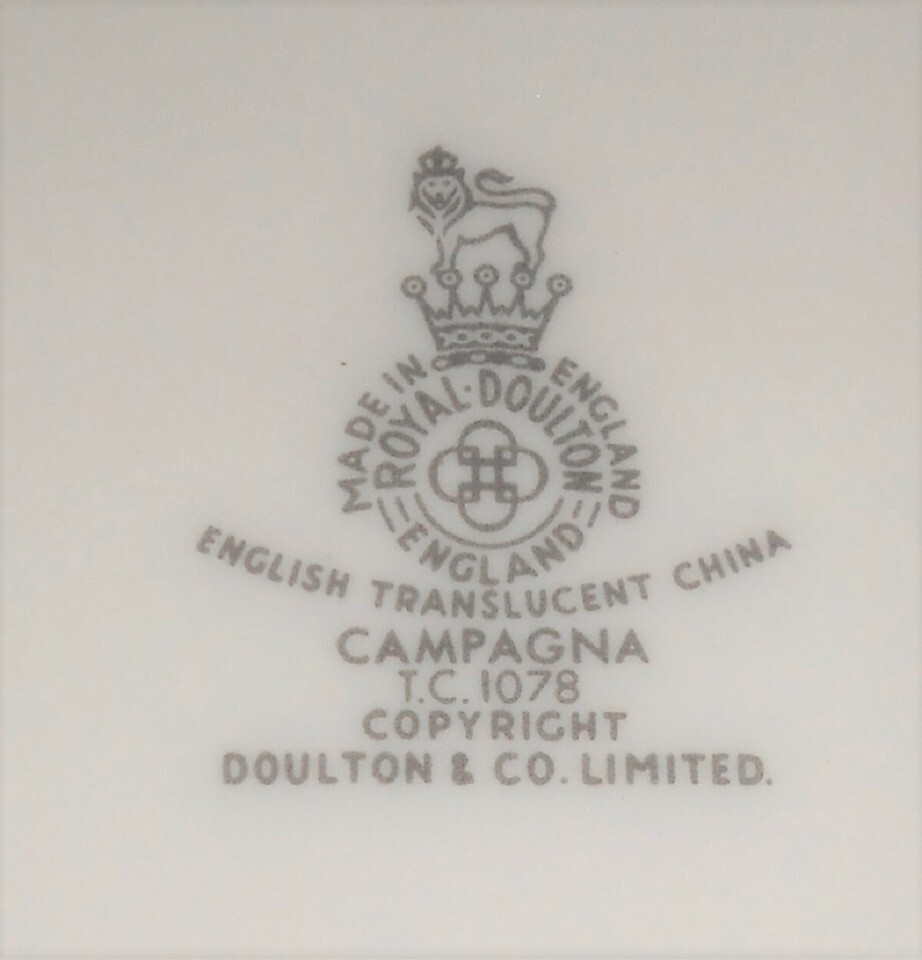 MADE IN ENGLAND
ROYAL·DOULTON
ENGLAND
ENGLISH TRANSLUCENT CHINA
CAMPAGNA
T.C. 1078
COPYRIGHT
DOULTON & CO. LIMITED.